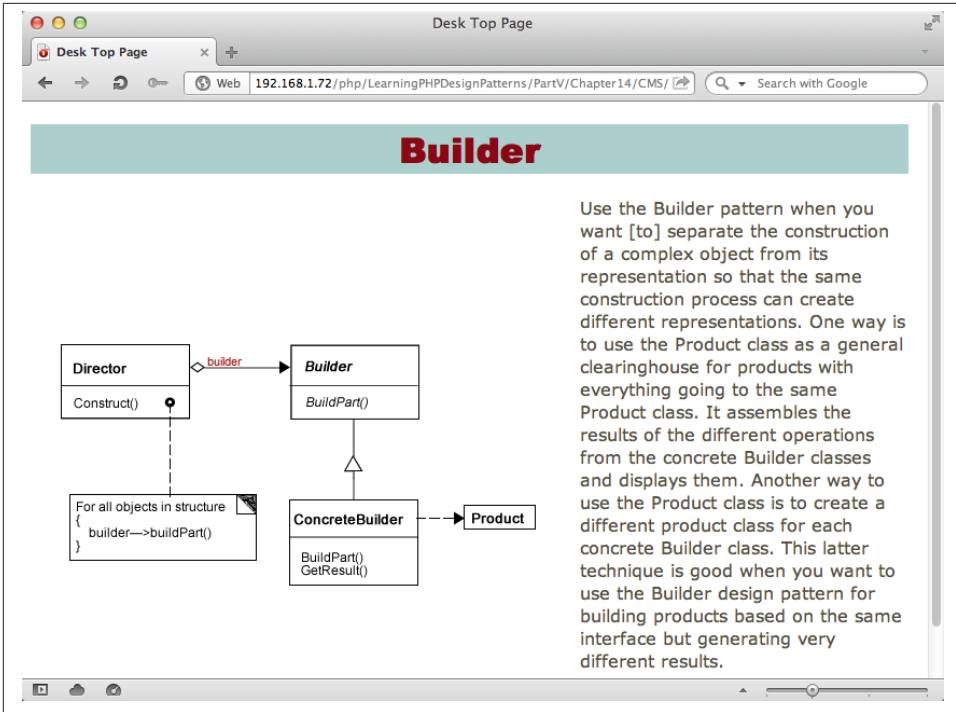 Desk Top Page
Desk Top Page
Web 192.168.1.72/php/LearningPHPDesignPatterns/PartV/Chapter14/CMS/ Search with Google
Builder
Director
Construct()
builder
Builder
BuildPart()
For all objects in structure
{
builder—>buildPart()
}
ConcreteBuilder
BuildPart()
GetResult()
Product
Use the Builder pattern when you
want [to] separate the construction
of a complex object from its
representation so that the same
construction process can create
different representations. One way is
to use the Product class as a general
clearinghouse for products with
everything going to the same
Product class. It assembles the
results of the different operations
from the concrete Builder classes
and displays them. Another way to
use the Product class is to create a
different product class for each
concrete Builder class. This latter
technique is good when you want to
use the Builder design pattern for
building products based on the same
interface but generating very
different results.